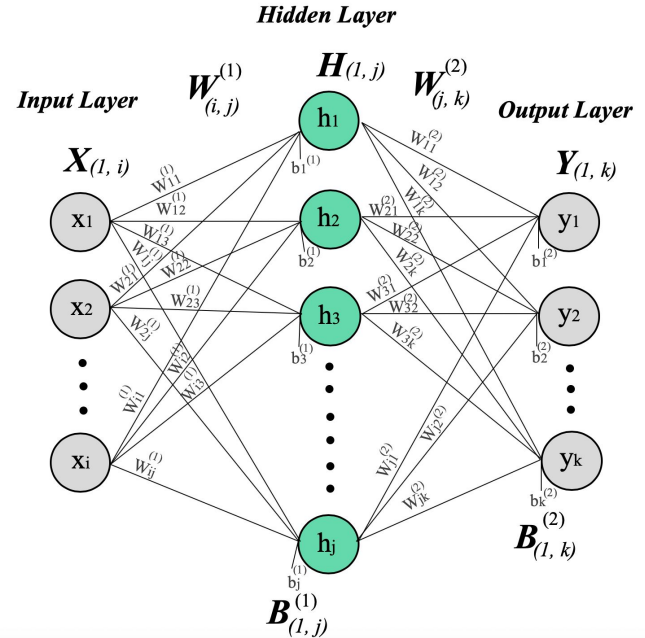 Hidden Layer
W(i, j)(1)
H(1, j)
W(j, k)(2)
Input Layer
Output Layer
X(1, i)
Y(1, k)
h1
b1(1)
W11(1)
W12(1)
W13(1)
W1j(1)
x1
W21(1)
W22(1)
W23(1)
W2j(1)
x2
h2
b2(1)
h3
b3(1)
W11(2)
W12(2)
W1k(2)
W21(2)
W22(2)
W2k(2)
W31(2)
W32(2)
W3k(2)
y1
b1(2)
y2
b2(2)
Wi1(1)
Wi2(1)
Wi3(1)
Wij(1)
xi
Wj1(2)
Wj2(2)
Wjk(2)
yk
bk(2)
hj
bj(1)
B(1, j)(1)
B(1, k)(2)